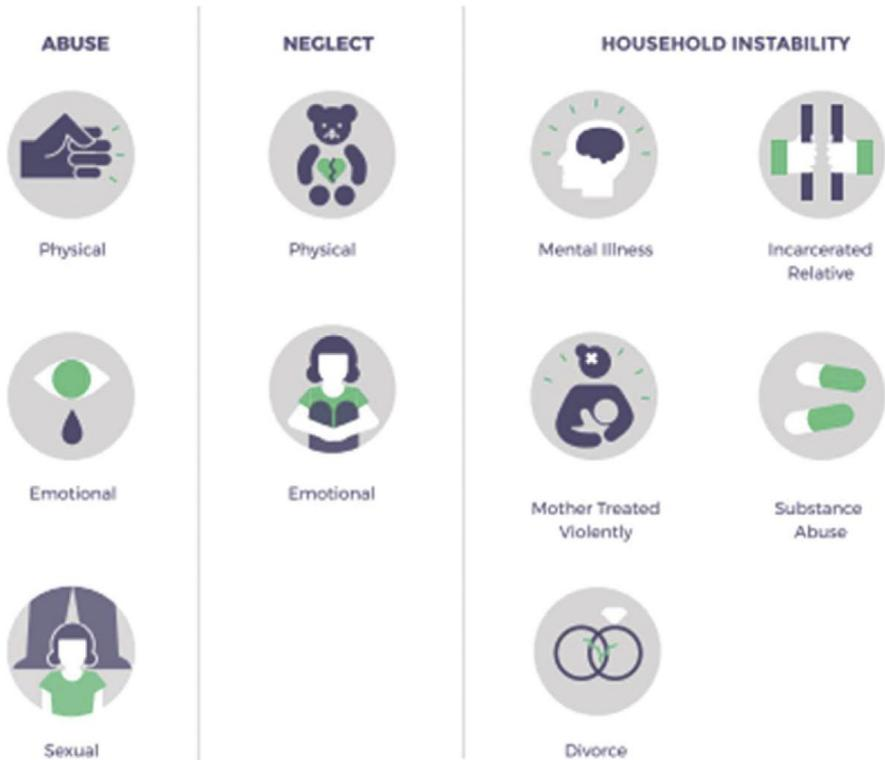 ABUSE
Physical
Emotional
Sexual
NEGLECT
Physical
Emotional
HOUSEHOLD INSTABILITY
Mental Illness
Incarcerated
Relative
Mother Treated
Violently
Substance
Abuse
Divorce